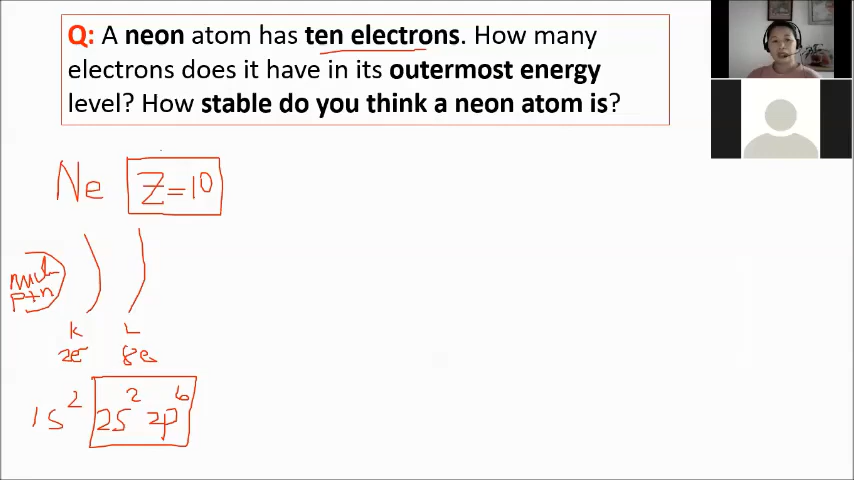 Q: A neon atom has ten electrons. How many
electrons does it have in its outermost energy
level? How stable do you think a neon atom is?
Ne Z=10
nucl
p+n
K L
2e⁻ 8e⁻
1s² 2s² 2p⁶